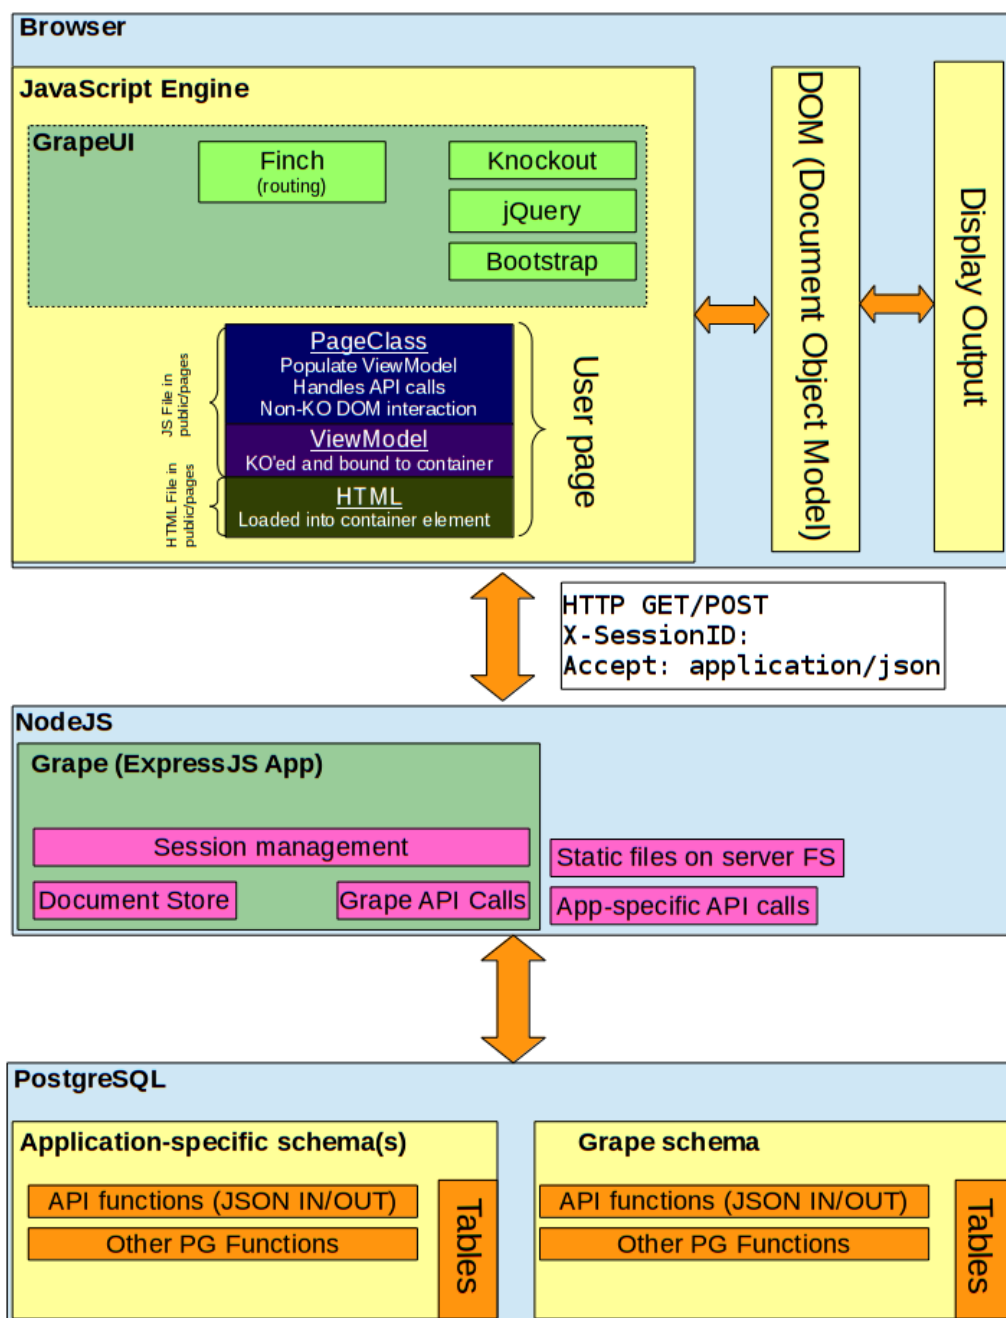 Browser
JavaScript Engine
GrapeUI
Finch
(routing)
Knockout
jQuery
Bootstrap
PageClass
Populate ViewModel
Handles API calls
Non-KO DOM interaction
ViewModel
KO'ed and bound to container
HTML
Loaded into container element
JS File in
public/pages
HTML File in
public/pages
User page
DOM (Document Object Model)
Display Output
HTTP GET/POST
X-SessionID:
Accept: application/json
NodeJS
Grape (ExpressJS App)
Session management
Document Store
Grape API Calls
Static files on server FS
App-specific API calls
PostgreSQL
Application-specific schema(s)
API functions (JSON IN/OUT)
Other PG Functions
Tables
Grape schema
API functions (JSON IN/OUT)
Other PG Functions
Tables